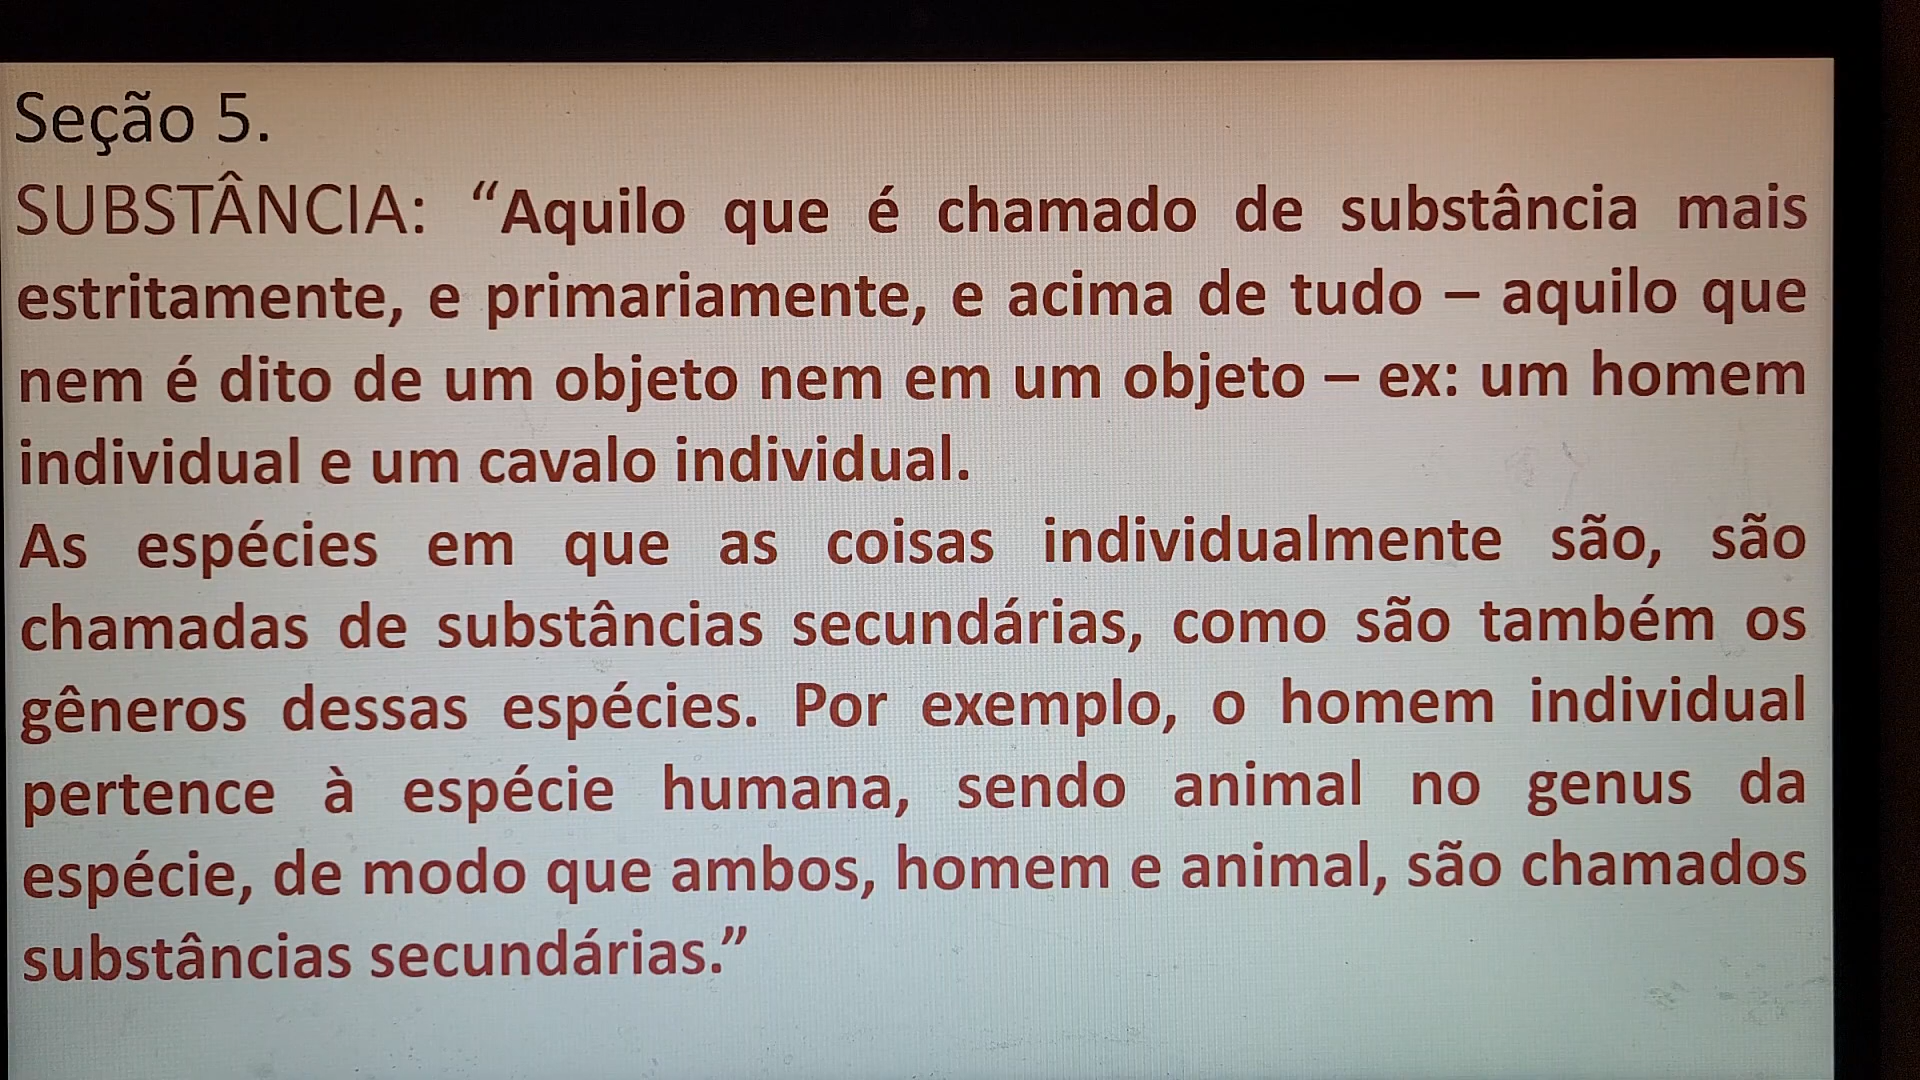 Seção 5.
SUBSTÂNCIA: “Aquilo que é chamado de substância mais
estritamente, e primariamente, e acima de tudo – aquilo que
nem é dito de um objeto nem em um objeto – ex: um homem
individual e um cavalo individual.
As espécies em que as coisas individualmente são, são
chamadas de substâncias secundárias, como são também os
gêneros dessas espécies. Por exemplo, o homem individual
pertence à espécie humana, sendo animal no genus da
espécie, de modo que ambos, homem e animal, são chamados
substâncias secundárias.”